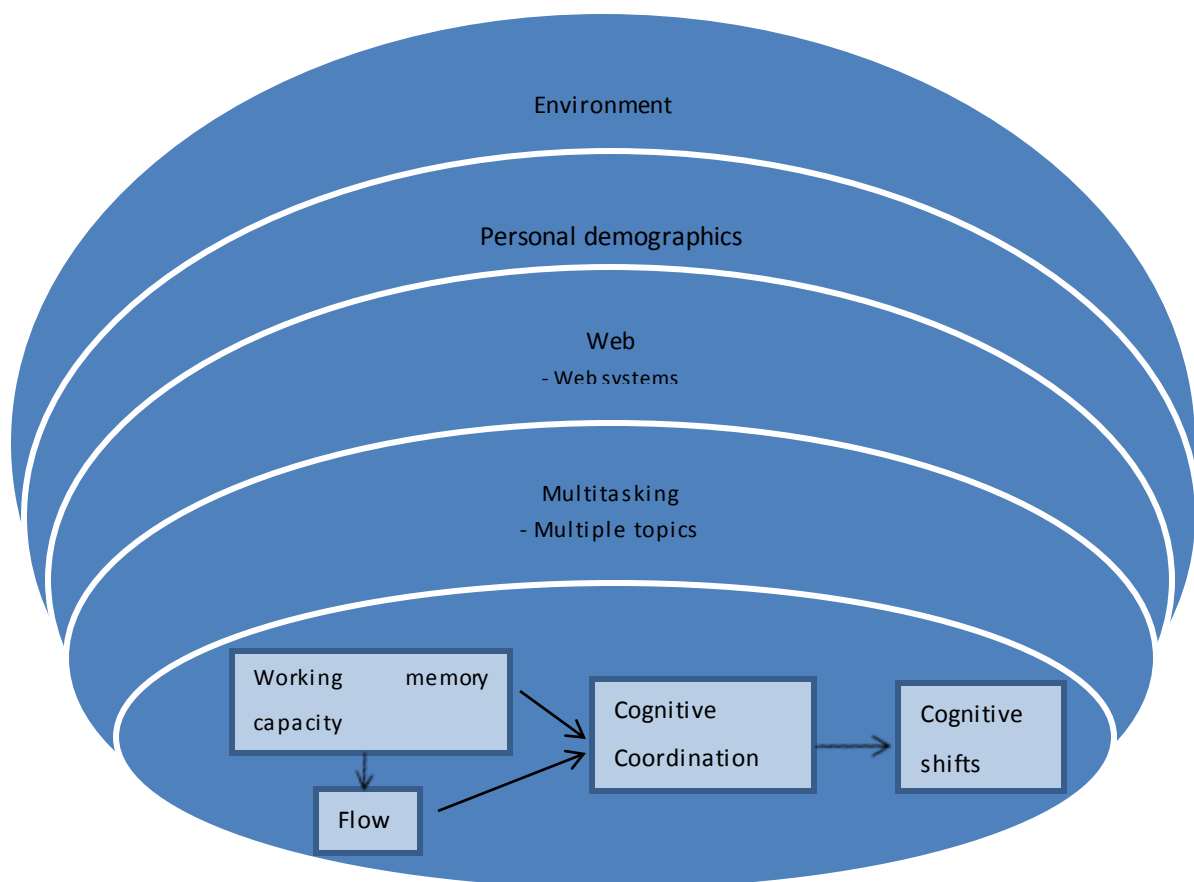 Environment
Personal demographics
Web
- Web systems
Multitasking
- Multiple topics
Working memory
capacity
Flow
Cognitive
Coordination
Cognitive
shifts